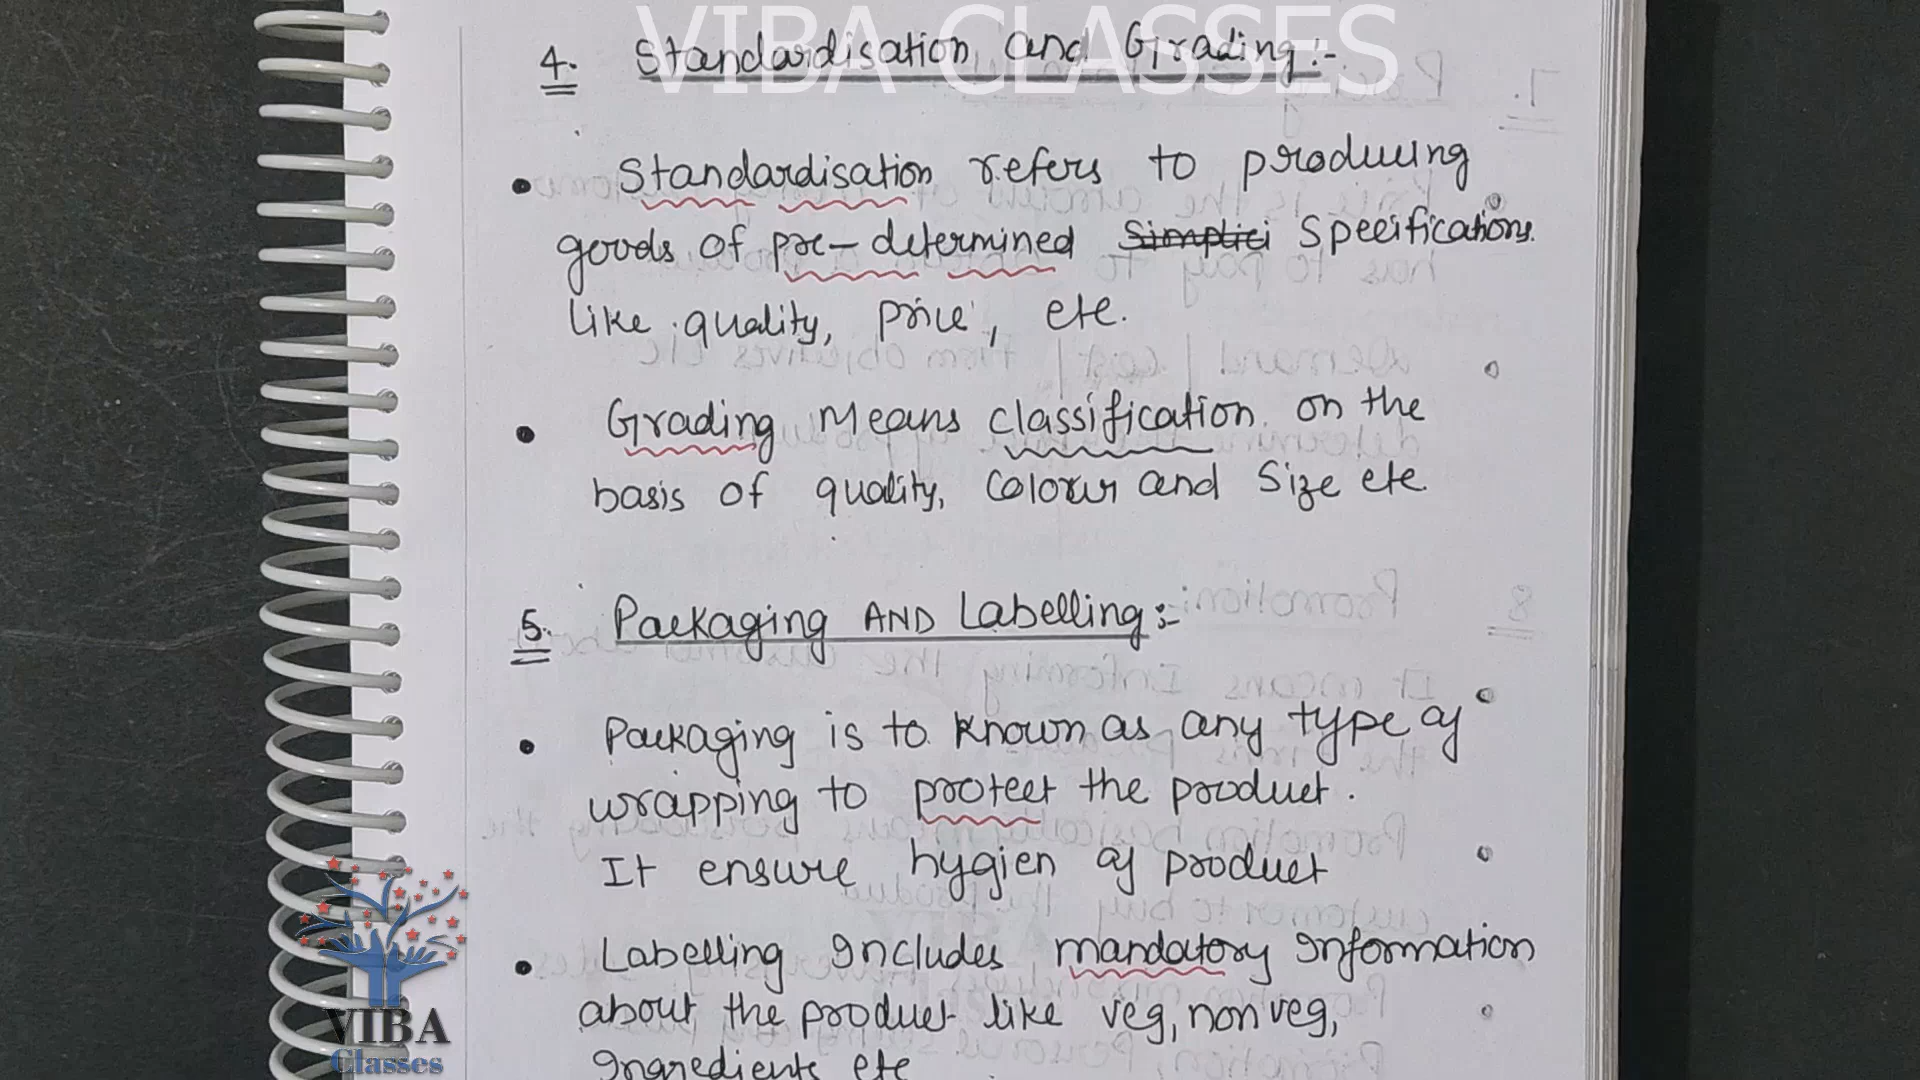 VIBA CLASSES
4. Standardisation and Grading:-
• Standardisation refers to producing
goods of pre-determined Simplici Specifications.
like quality, price, etc.
• Grading Means classification on the
basis of quality, Colour and Size etc.
5. Packaging AND Labelling:-
• Packaging is to known as any type of
wrapping to protect the product.
It ensure hygien of product
• Labelling Includes mandatory Information
about the product like veg, non veg,
Ingredients etc
VIBA
Classes